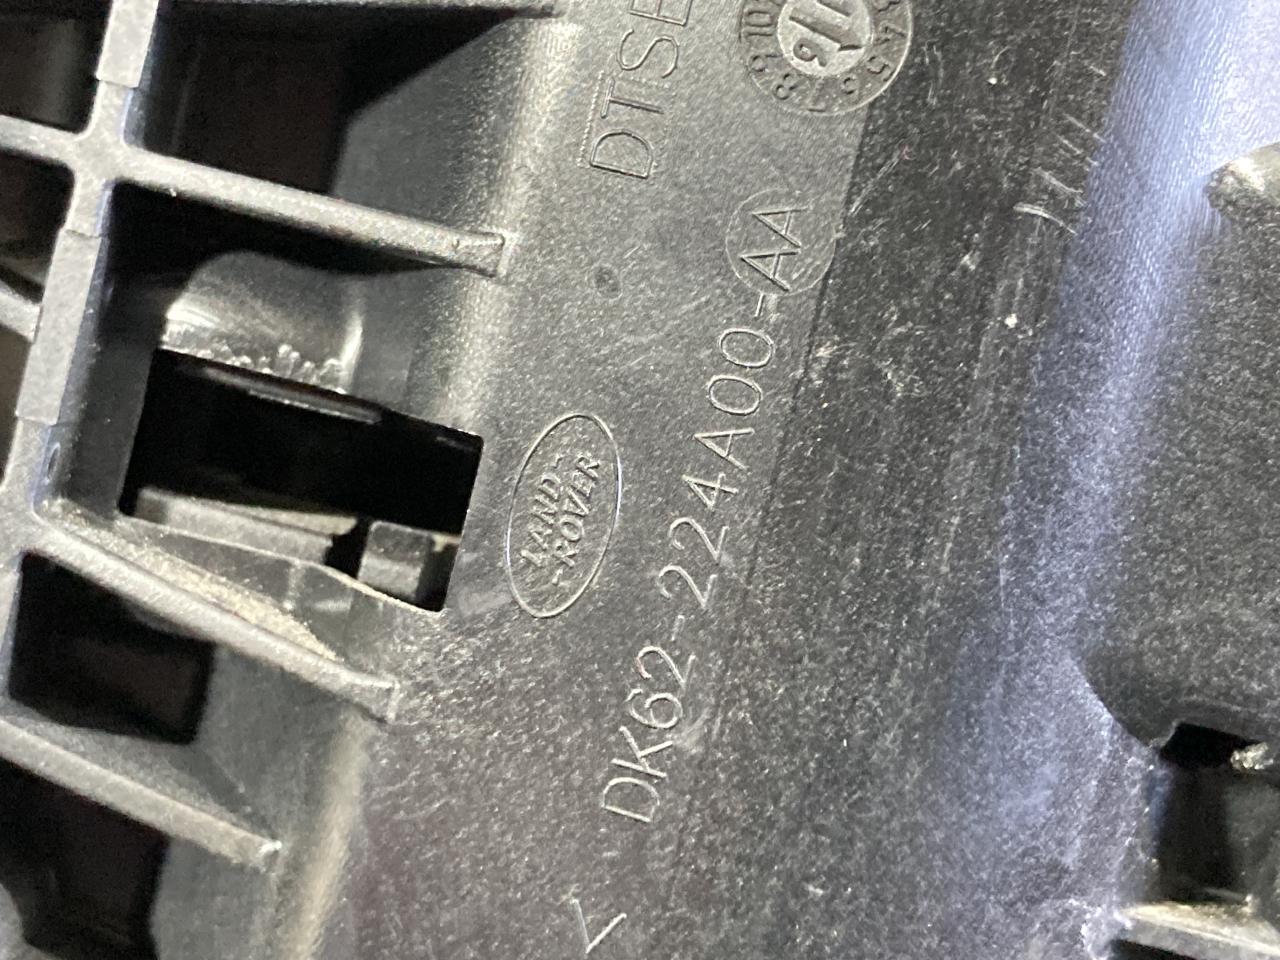 DTSE
LAND-
-ROVER
DK62-224A00-AA